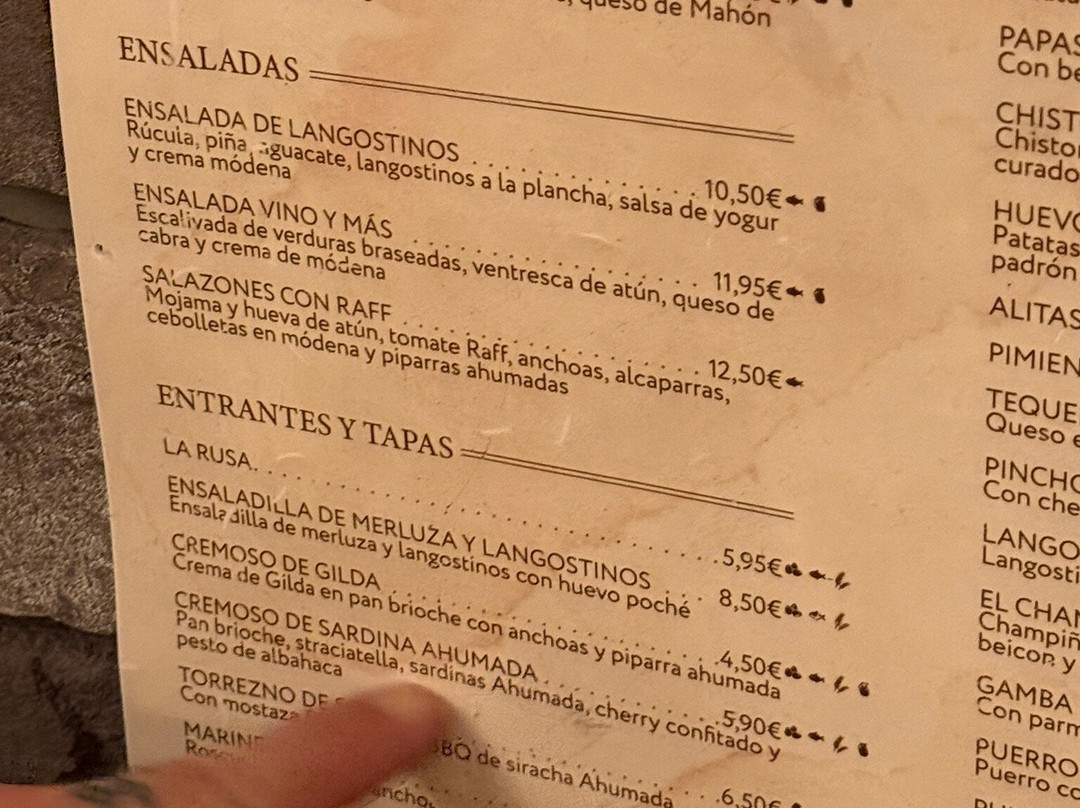 queso de Mahón
ENSALADAS
ENSALADA DE LANGOSTINOS 10,50€
Rúcula, piña, aguacate, langostinos a la plancha, salsa de yogur
y crema módena
ENSALADA VINO Y MÁS 11,95€
Escalivada de verduras braseadas, ventresca de atún, queso de
cabra y crema de módena
SALAZONES CON RAFF 12,50€
Mojama y hueva de atún, tomate Raff, anchoas, alcaparras,
cebolletas en módena y piparras ahumadas
ENTRANTES Y TAPAS
LA RUSA 5,95€
ENSALADILLA DE MERLUZA Y LANGOSTINOS 8,50€
Ensaladilla de merluza y langostinos con huevo poché
CREMOSO DE GILDA 4,50€
Crema de Gilda en pan brioche con anchoas y piparra ahumada
CREMOSO DE SARDINA AHUMADA 5,90€
Pan brioche, straciatella, sardinas Ahumada, cherry confitado y
pesto de albahaca
TORREZNO DE 6,50€
Con mostaza BBQ de siracha Ahumada
PAPAS
Con
CHIST
Chisto
curado
HUEVO
Patatas
padrón
ALITAS
PIMIEN
TEQUE
Queso
PINCHO
Con che
LANGO
Langosti
EL CHAM
Champiñ
beicon y
GAMBA
Con parm
PUERRO
Puerro co